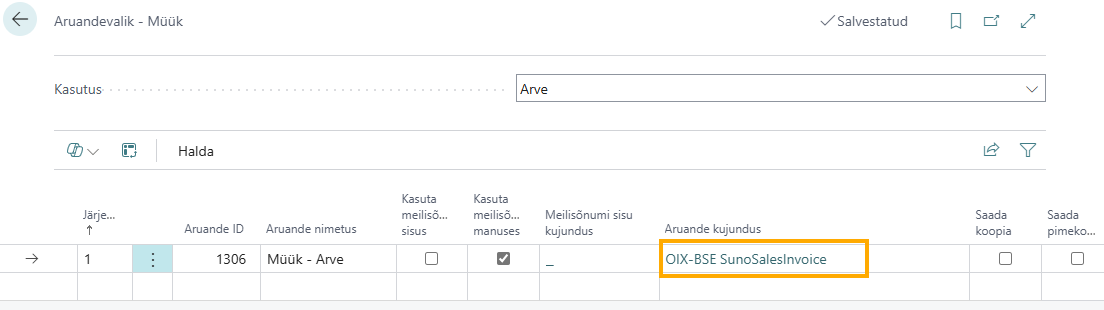 Aruandevalik - Müük
Salvestatud
Kasutus
Arve
Halda
Järje...
Aruande ID
Aruande nimetus
Kasuta
meilisõ...
sisus
Kasuta
meilisõ...
manuses
Meilisõnumi sisu
kujundus
Aruande kujundus
Saada
koopia
Saada
pimeko...
1
1306
Müük - Arve
_
OIX-BSE SunoSalesInvoice